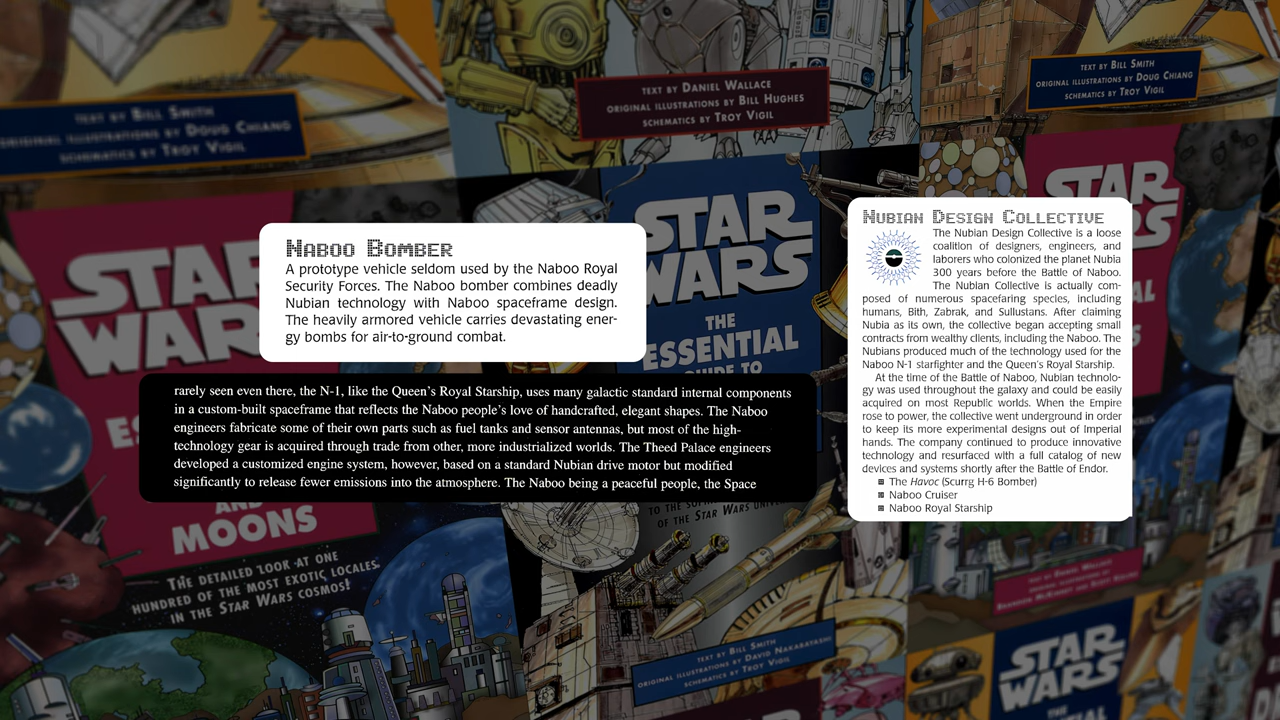 TEXT BY BILL SMITH
ORIGINAL ILLUSTRATIONS BY DOUG CHIANG
SCHEMATICS BY TROY VIGIL
TEXT BY DANIEL WALLACE
ORIGINAL ILLUSTRATIONS BY BILL HUGHES
SCHEMATICS BY TROY VIGIL
TEXT BY BILL SMITH
ORIGINAL ILLUSTRATIONS BY DOUG CHIANG
SCHEMATICS BY TROY VIGIL
STAR
WARS
STAR
WARS
THE
ESSENTIAL
GUIDE TO
STAR
NABOO BOMBER
A prototype vehicle seldom used by the Naboo Royal
Security Forces. The Naboo bomber combines deadly
Nubian technology with Naboo spaceframe design.
The heavily armored vehicle carries devastating ener-
gy bombs for air-to-ground combat.
rarely seen even there, the N-1, like the Queen's Royal Starship, uses many galactic standard internal components
in a custom-built spaceframe that reflects the Naboo people's love of handcrafted, elegant shapes. The Naboo
engineers fabricate some of their own parts such as fuel tanks and sensor antennas, but most of the high-
technology gear is acquired through trade from other, more industrialized worlds. The Theed Palace engineers
developed a customized engine system, however, based on a standard Nubian drive motor but modified
significantly to release fewer emissions into the atmosphere. The Naboo being a peaceful people, the Space
NUBIAN DESIGN COLLECTIVE
The Nubian Design Collective is a loose
coalition of designers, engineers, and
laborers who colonized the planet Nubia
300 years before the Battle of Naboo.
The Nubian Collective is actually com-
posed of numerous spacefaring species, including
humans, Bith, Zabrak, and Sullustans. After claiming
Nubia as its own, the collective began accepting small
contracts from wealthy clients, including the Naboo. The
Nubians produced much of the technology used for the
Naboo N-1 starfighter and the Queen's Royal Starship.
At the time of the Battle of Naboo, Nubian technolo-
gy was used throughout the galaxy and could be easily
acquired on most Republic worlds. When the Empire
rose to power, the collective went underground in order
to keep its more experimental designs out of Imperial
hands. The company continued to produce innovative
technology and resurfaced with a full catalog of new
devices and systems shortly after the Battle of Endor.
The Havoc (Scurrg H-6 Bomber)
Naboo Cruiser
Naboo Royal Starship
AND
MOONS
THE DETAILED LOOK AT ONE
HUNDRED OF THE MOST EXOTIC LOCALES
IN THE STAR WARS COSMOS!
OF THE STAR WARS
TEXT BY BILL SMITH
ORIGINAL ILLUSTRATIONS BY DAVID NAKABAYASHI
SCHEMATICS BY TROY VIGIL
TEXT BY DANIEL WALLACE
STAR
WARS